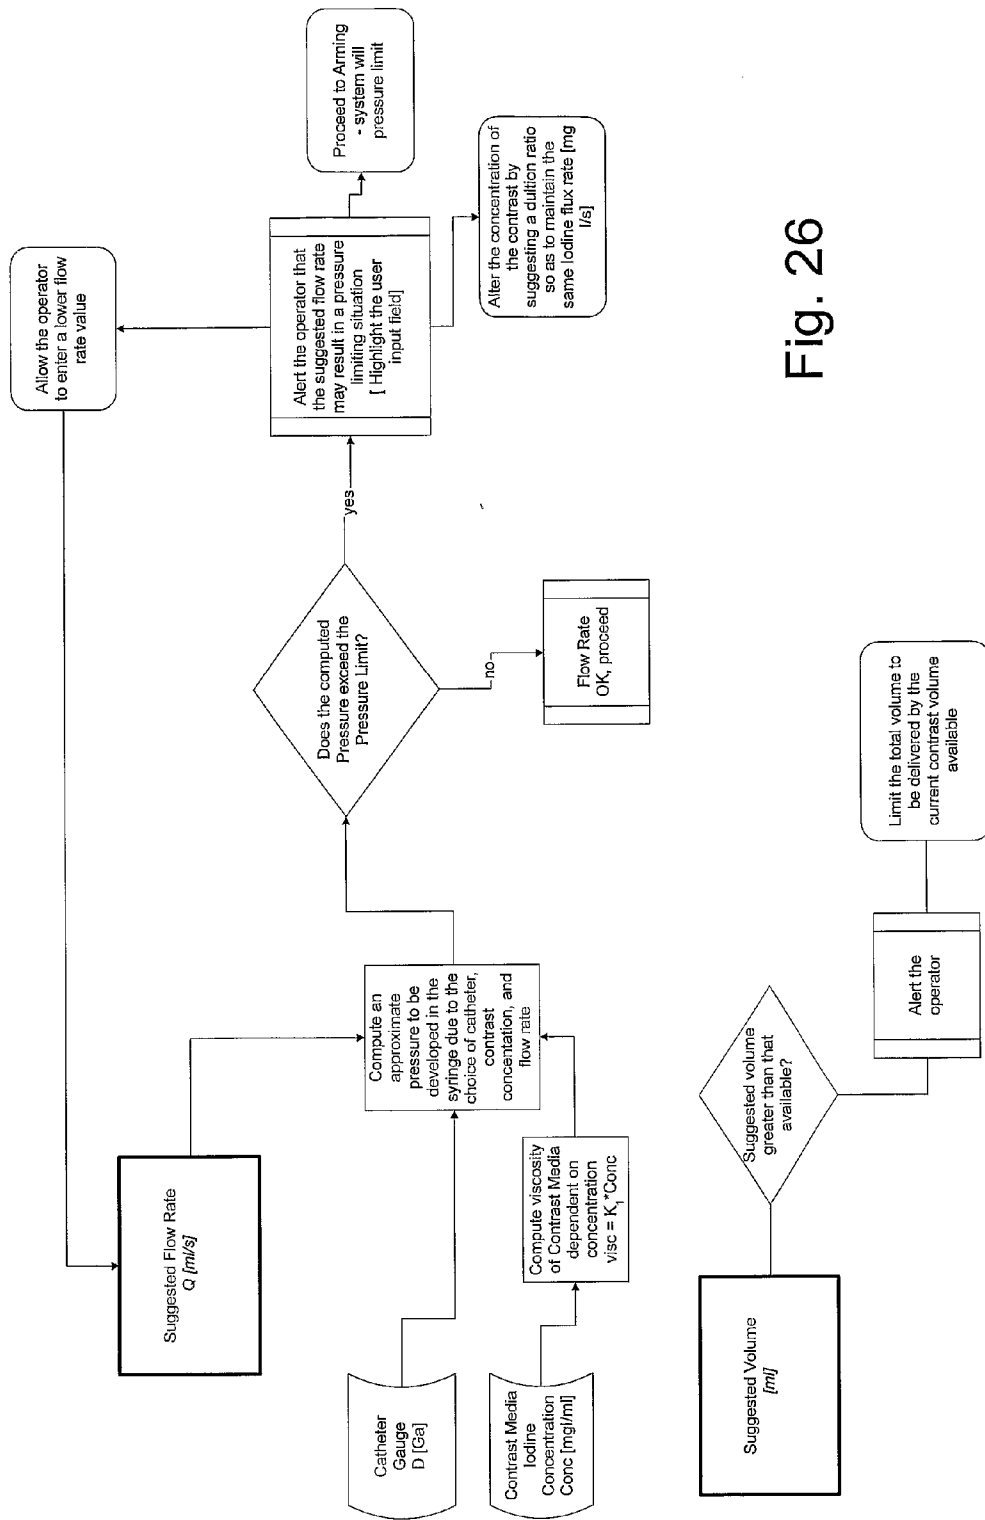 Suggested Flow Rate
Q [ml/s]
Catheter
Gauge
D [Ga]
Contrast Media
Iodine
Concentration
Conc [mgI/ml]
Compute viscosity
of Contrast Media
dependent on
concentration
visc = K1*Conc
Compute an
approximate
pressure to be
developed in the
syringe due to the
choice of catheter,
contrast
concentation, and
flow rate
Does the computed
Pressure exceed the
Pressure Limit?
yes
no
Flow Rate
OK, proceed
Alert the operator that
the suggested flow rate
may result in a pressure
limiting situation
[ Highlight the user
input field]
Allow the operator
to enter a lower flow
rate value
Proceed to Arming
- system will
pressure limit
Alter the concentration of
the contrast by
suggesting a dultion ratio
so as to maintain the
same Iodine flux rate [mg
I/s]
Suggested Volume
[ml]
Suggested volume
greater than that
available?
Alert the
operator
Limit the total volume to
be delivered by the
current contrast volume
available
Fig. 26